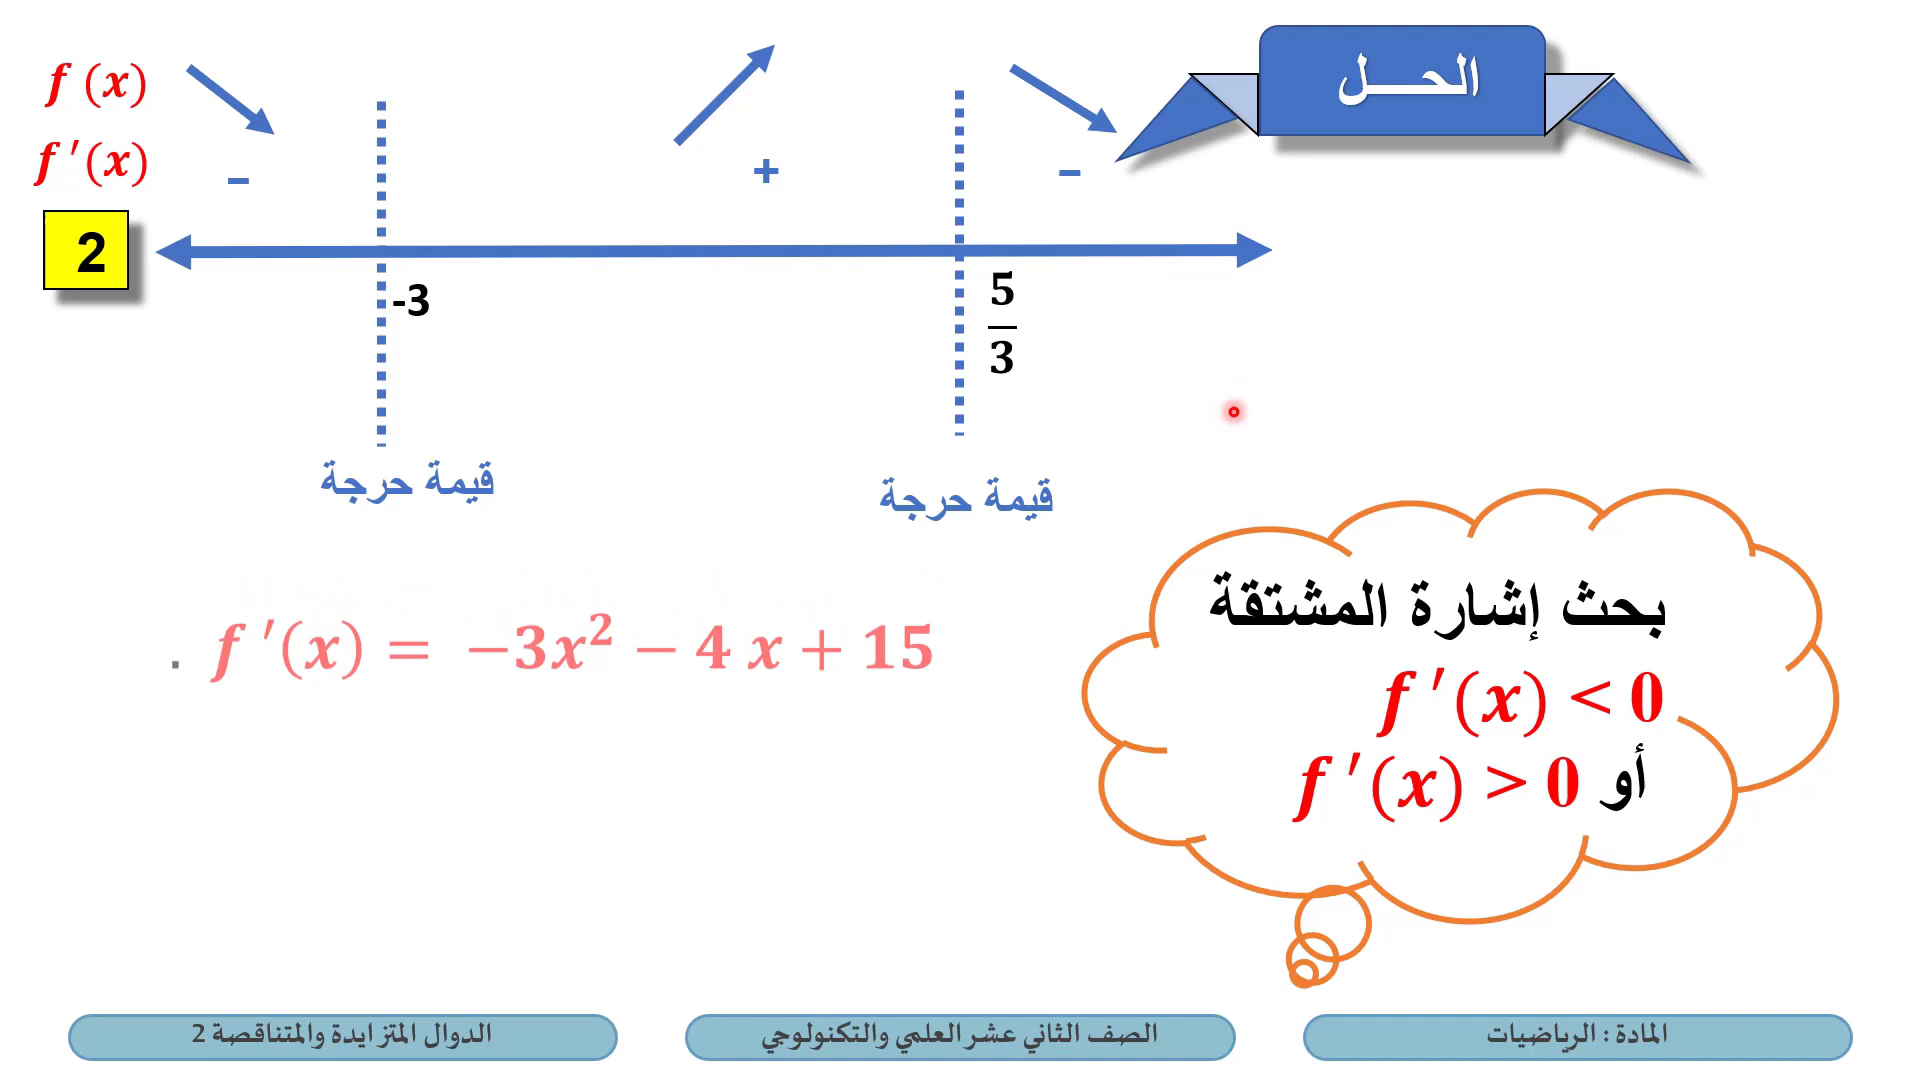 الحـــل
f (x)
f ′(x)
– + –
2
-3
5/3
قيمة حرجة
قيمة حرجة
. f ′(x) = −3x² − 4 x + 15
بحث إشارة المشتقة
f ′(x) < 0
أو f ′(x) > 0
المادة : الرياضيات
الصف الثاني عشر العلمي والتكنولوجي
الدوال المتزايدة والمتناقصة 2